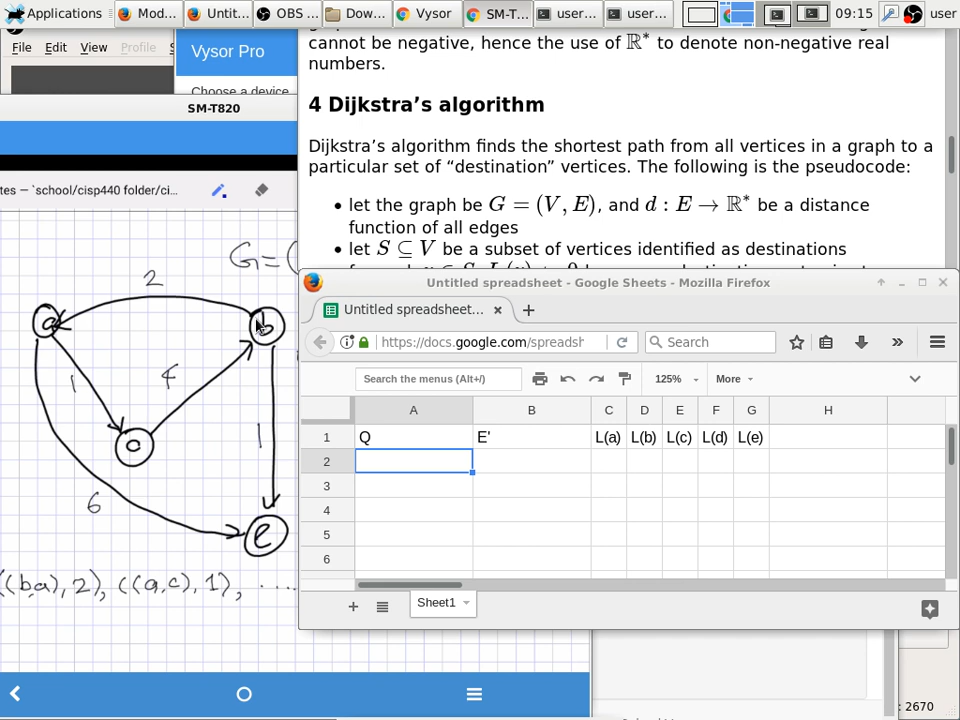 Applications
Mod...
Untit...
OBS ...
Dow...
Vysor
SM-T...
user...
user...
09:15
user
File Edit View Profile S
Vysor Pro
Choose a device
cannot be negative, hence the use of ℝ* to denote non-negative real
numbers.
4 Dijkstra's algorithm
Dijkstra's algorithm finds the shortest path from all vertices in a graph to a
particular set of “destination” vertices. The following is the pseudocode:
• let the graph be G = (V, E), and d : E → ℝ* be a distance
function of all edges
• let S ⊆ V be a subset of vertices identified as destinations
SM-T820
tes — `school/cisp440 folder/ci...
G=(
2
a
b
1
4
c
1
6
e
((b,a), 2), ((a,c), 1), ....
Untitled spreadsheet - Google Sheets - Mozilla Firefox
Untitled spreadsheet...
https://docs.google.com/spreadsh
Search
Search the menus (Alt+/)
125%
More
A B C D E F G H
1 Q E' L(a) L(b) L(c) L(d) L(e)
2
3
4
5
6
Sheet1
: 2670